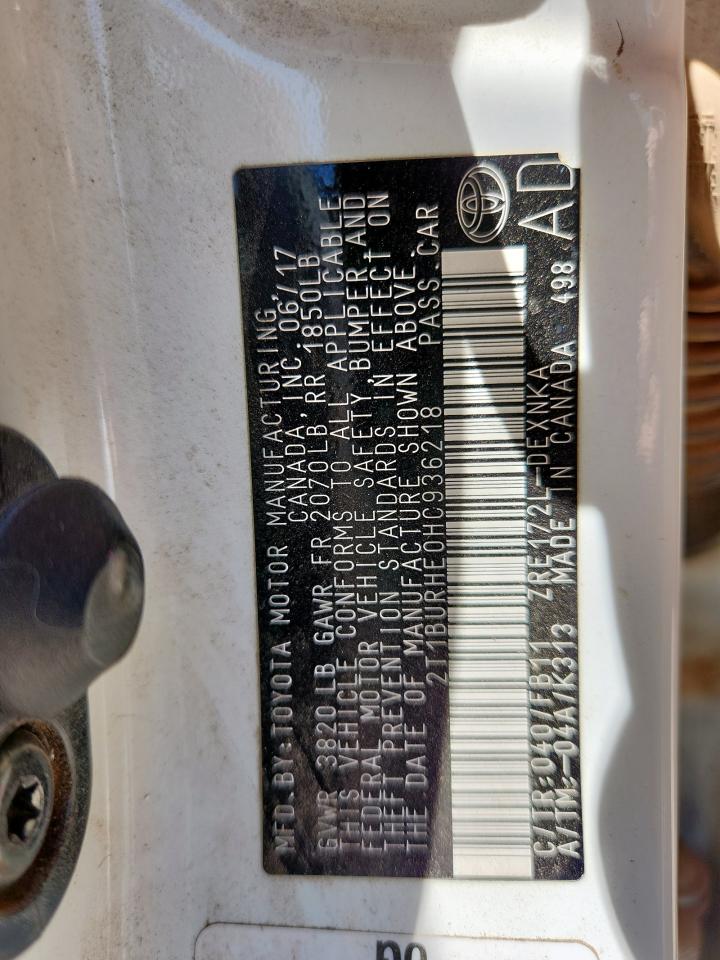 MFD.BY:TOYOTA MOTOR MANUFACTURING,
CANADA,INC. 06/17
GVWR 3820 LB GAWR FR 2070LB,RR 1850LB
THIS VEHICLE CONFORMS TO ALL APPLICABLE
FEDERAL MOTOR VEHICLE SAFETY,BUMPER,AND
THEFT PREVENTION STANDARDS IN EFFECT ON
THE DATE OF MANUFACTURE SHOWN ABOVE.
2T1BURHE0HC936218 PASS.CAR
C/TR:040/FB11 ZRE172L-DEXNKA
A/TM:-04A/K313 MADE IN CANADA 498
AD